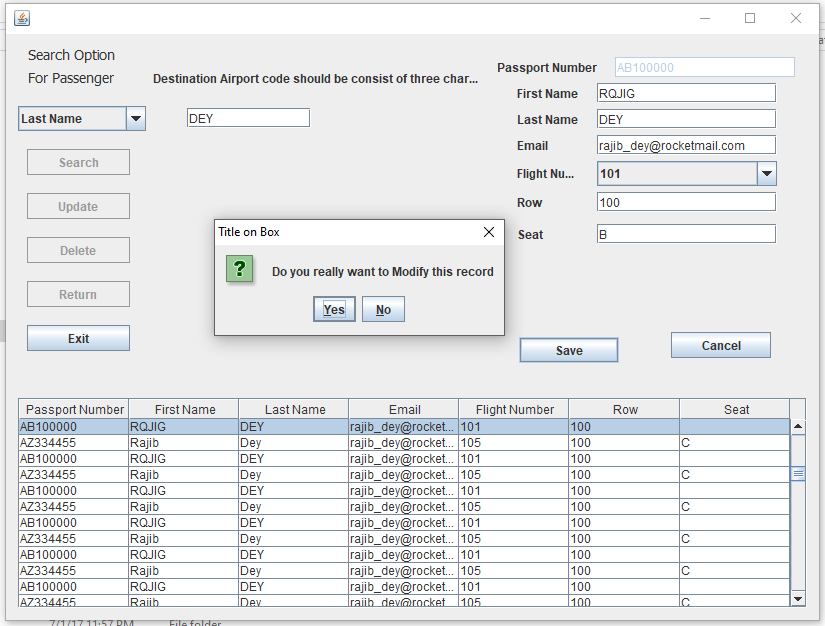 Search Option
For Passenger
Destination Airport code should be consist of three char...
Last Name
DEY
Search
Update
Delete
Return
Exit
Passport Number AB100000
First Name RQJIG
Last Name DEY
Email rajib_dey@rocketmail.com
Flight Nu... 101
Row 100
Seat B
Title on Box
?
Do you really want to Modify this record
Yes No
Save Cancel
Passport Number First Name Last Name Email Flight Number Row Seat
AB100000 RQJIG DEY rajib_dey@rocket... 101 100
AZ334455 Rajib Dey rajib_dey@rocket... 105 100 C
AB100000 RQJIG DEY rajib_dey@rocket... 101 100
AZ334455 Rajib Dey rajib_dey@rocket... 105 100 C
AB100000 RQJIG DEY rajib_dey@rocket... 101 100
AZ334455 Rajib Dey rajib_dey@rocket... 105 100 C
AB100000 RQJIG DEY rajib_dey@rocket... 101 100
AZ334455 Rajib Dey rajib_dey@rocket... 105 100 C
AB100000 RQJIG DEY rajib_dey@rocket... 101 100
AZ334455 Rajib Dey rajib_dey@rocket... 105 100 C
AB100000 RQJIG DEY rajib_dey@rocket... 101 100
AZ334455 Rajib Dey rajib_dey@rocket... 105 100 C
7/1/17 11:57 PM File folder